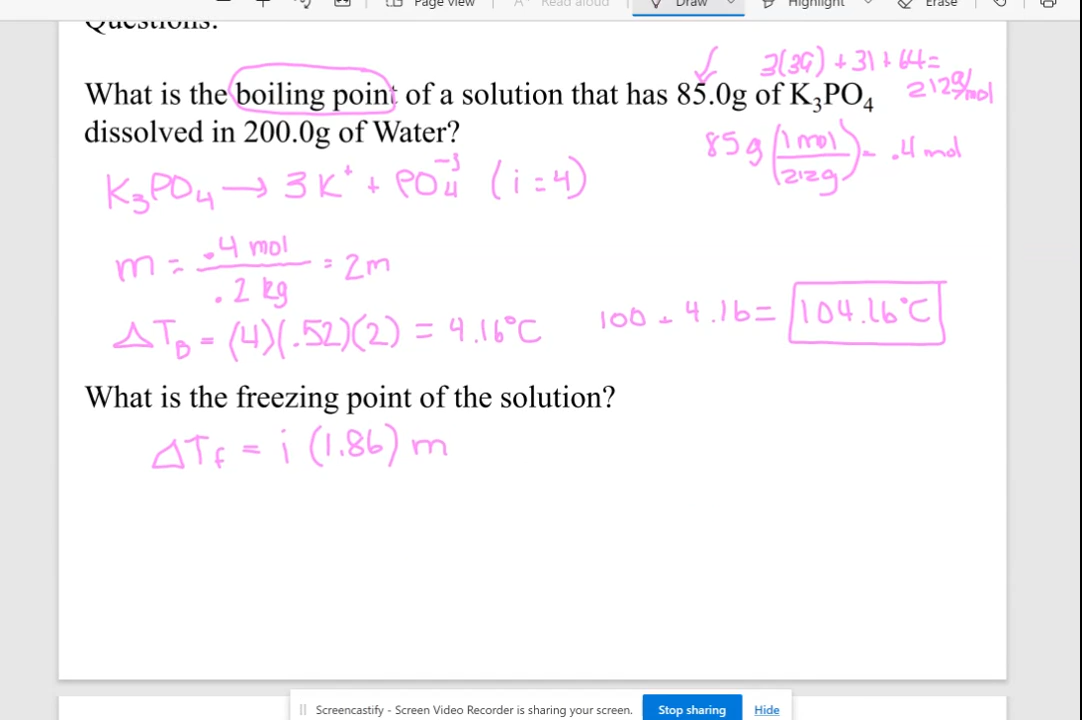 Page view
Read aloud
Draw
Highlight
Erase
Questions:
3(39) + 31 + 64 =
212g/mol
What is the boiling point of a solution that has 85.0g of K₃PO₄
dissolved in 200.0g of Water?
85g (1 mol / 212g) = .4 mol
K₃PO₄ → 3K⁺ + PO₄⁻³ (i = 4)
m = .4 mol / .2 kg = 2m
ΔT_B = (4)(.52)(2) = 4.16°C
100 + 4.16 = 104.16°C
What is the freezing point of the solution?
ΔT_f = i (1.86) m
Screencastify - Screen Video Recorder is sharing your screen.
Stop sharing
Hide